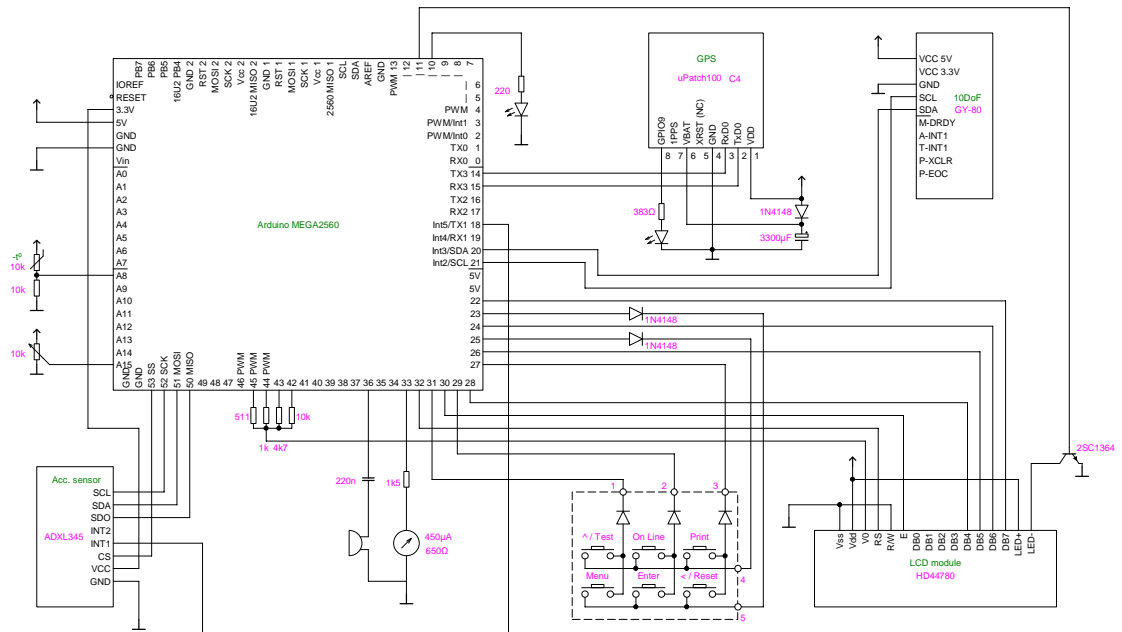 PB7
PB6
PB5
16U2 PB4
GND 2
RST 2
MOSI 2
SCK 2
Vcc 2
16U2 MISO 2
GND 1
RST 1
MOSI 1
SCK 1
Vcc 1
2560 MISO 1
SCL
SDA
AREF
GND
PWM 13
12
11
10
9
8
7
IOREF
RESET
3.3V
5V
GND
GND
Vin
A0
A1
A2
A3
A4
A5
A6
A7
A8
A9
A10
A11
A12
A13
A14
A15
GND
GND
53 SS
52 SCK
51 MOSI
50 MISO
49
48
47
46 PWM
45 PWM
44 PWM
43
42
41
40
39
38
37
36
35
34
33
32
31
30
29
28
6
5
PWM 4
PWM/Int1 3
PWM/Int0 2
TX0 1
RX0 0
TX3 14
RX3 15
TX2 16
RX2 17
Int5/TX1 18
Int4/RX1 19
Int3/SDA 20
Int2/SCL 21
5V
5V
22
23
24
25
26
27
Arduino MEGA2560
220
GPS
uPatch100 C4
GPIO9
1PPS
VBAT
XRST (NC)
GND
RxD0
TxD0
VDD
8 7 6 5 4 3 2 1
383Ω
1N4148
3300µF
VCC 5V
VCC 3.3V
GND
SCL
SDA
M-DRDY
A-INT1
T-INT1
P-XCLR
P-EOC
10DoF
GY-80
-tº
10k
10k
10k
1N4148
1N4148
511
10k
1k 4k7
220n
1k5
450µA
650Ω
Acc. sensor
ADXL345
SCL
SDA
SDO
INT2
INT1
CS
VCC
GND
1 2 3
^ / Test
On Line
Print
4
Menu
Enter
< / Reset
5
2SC1364
Vss
Vdd
V0
RS
R/W
E
DB0
DB1
DB2
DB3
DB4
DB5
DB6
DB7
LED+
LED-
LCD module
HD44780